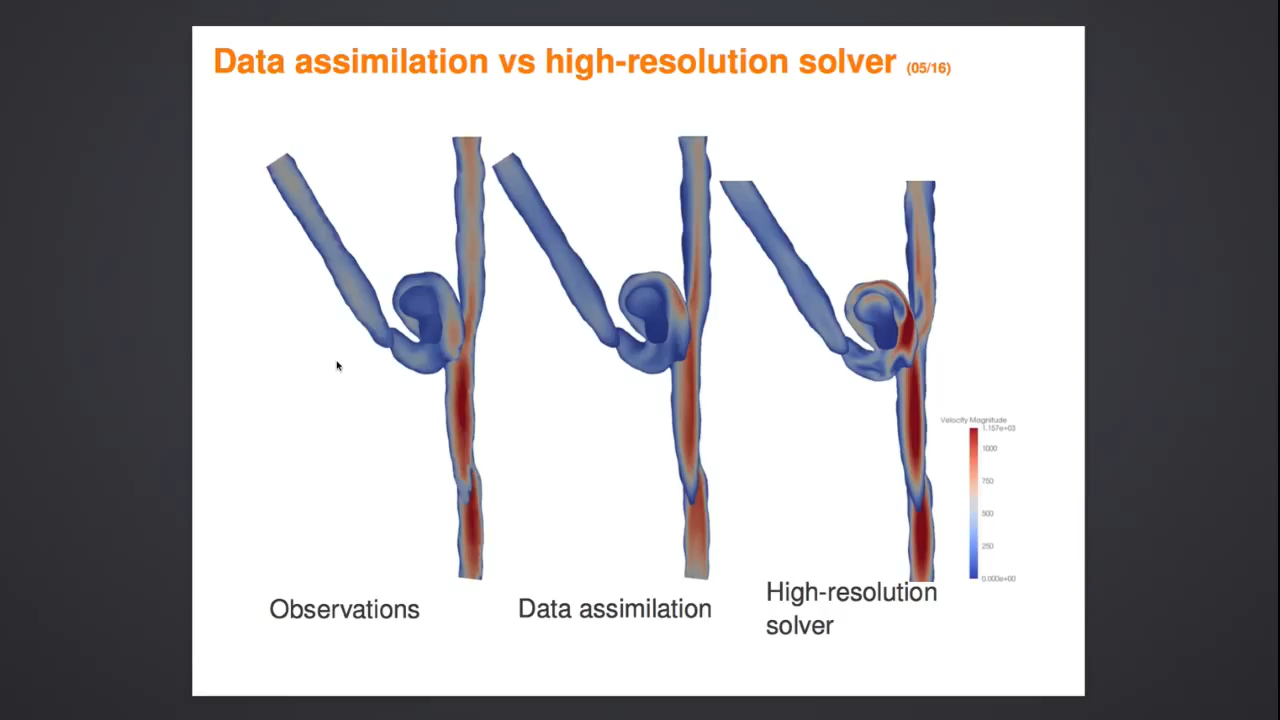 Data assimilation vs high-resolution solver (05/16)
Velocity Magnitude
1.157e+03
1000
750
500
250
0.000e+00
Observations
Data assimilation
High-resolution
solver